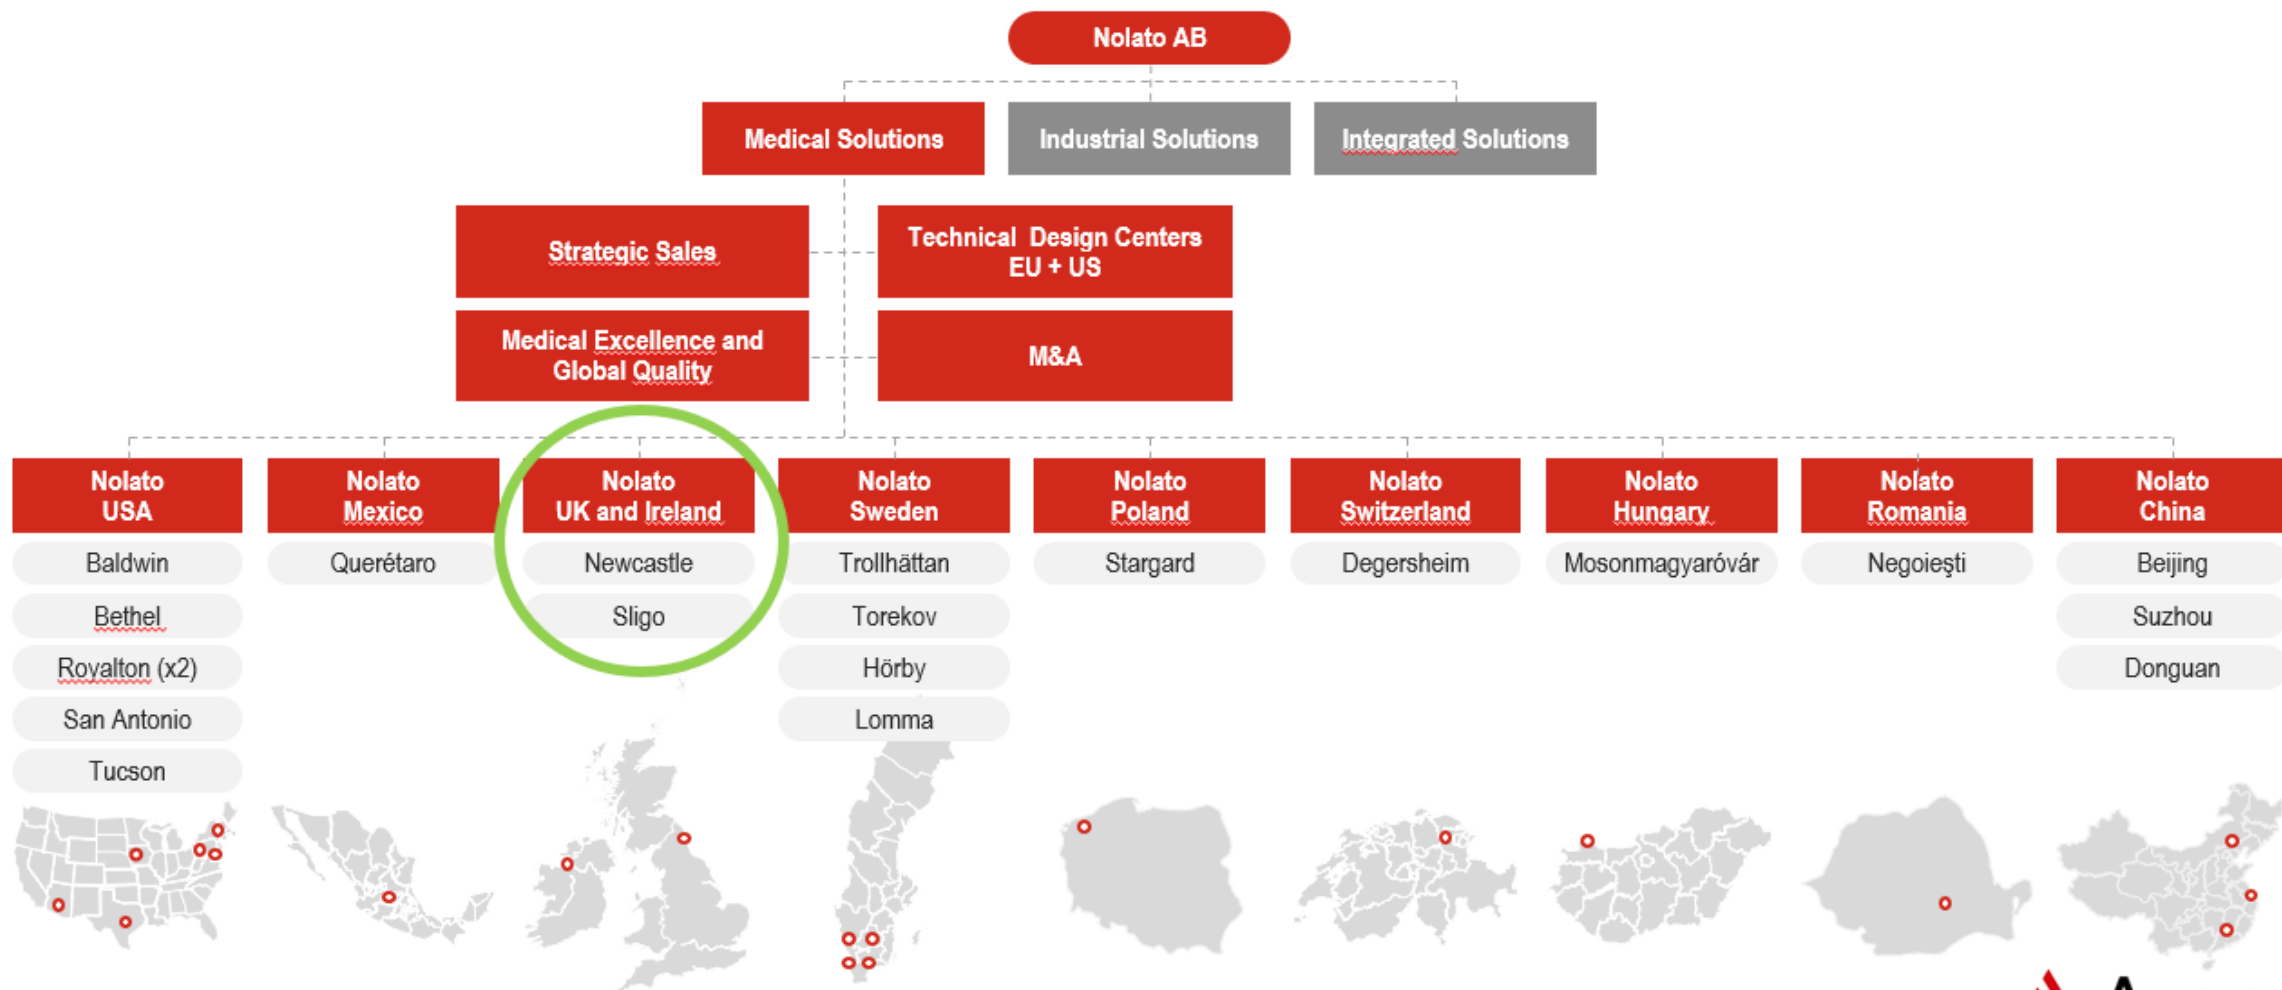 Nolato AB
Medical Solutions
Industrial Solutions
Integrated Solutions
Strategic Sales
Technical Design Centers
EU + US
Medical Excellence and
Global Quality
M&A
Nolato
USA
Baldwin
Bethel
Royalton (x2)
San Antonio
Tucson
Nolato
Mexico
Querétaro
Nolato
UK and Ireland
Newcastle
Sligo
Nolato
Sweden
Trollhättan
Torekov
Hörby
Lomma
Nolato
Poland
Stargard
Nolato
Switzerland
Degersheim
Nolato
Hungary
Mosonmagyaróvár
Nolato
Romania
Negoieşti
Nolato
China
Beijing
Suzhou
Donguan